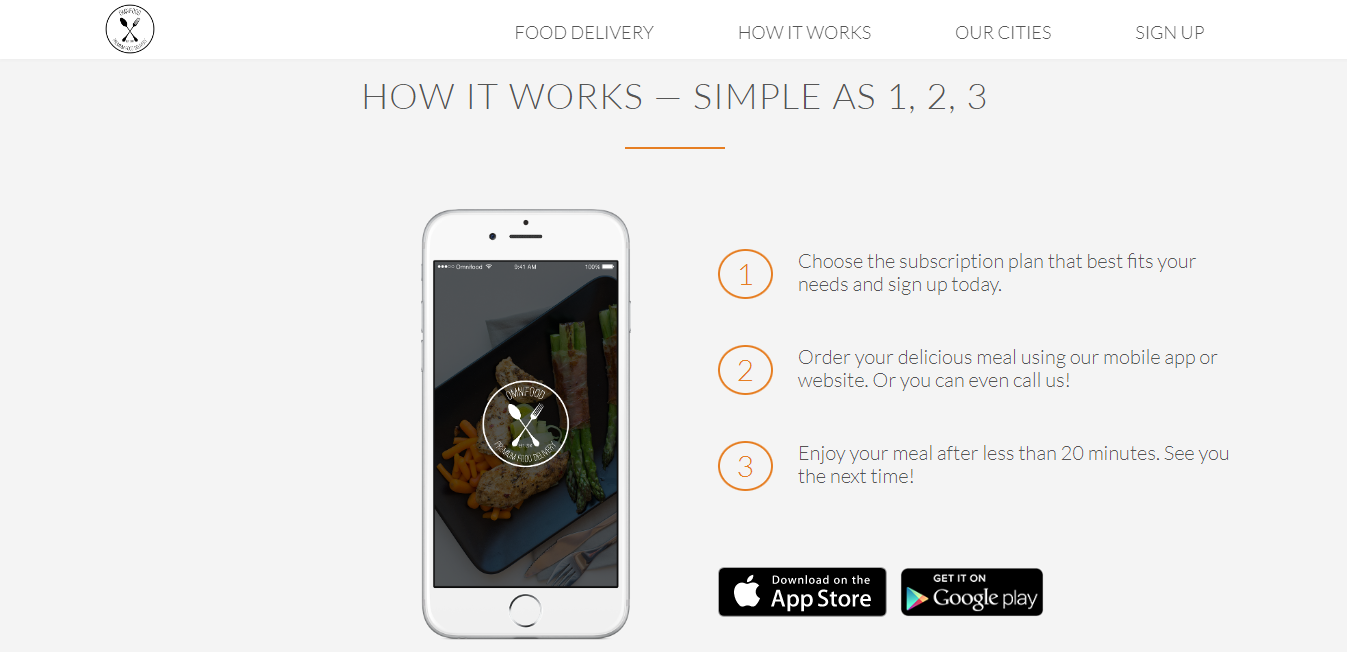 OMNIFOOD
PREMIUM FOOD DELIVERY
FOOD DELIVERY
HOW IT WORKS
OUR CITIES
SIGN UP
HOW IT WORKS — SIMPLE AS 1, 2, 3
Omnifood
9:41 AM
100%
OMNIFOOD
PREMIUM FOOD DELIVERY
1
Choose the subscription plan that best fits your
needs and sign up today.
2
Order your delicious meal using our mobile app or
website. Or you can even call us!
3
Enjoy your meal after less than 20 minutes. See you
the next time!
Download on the
App Store
GET IT ON
Google play